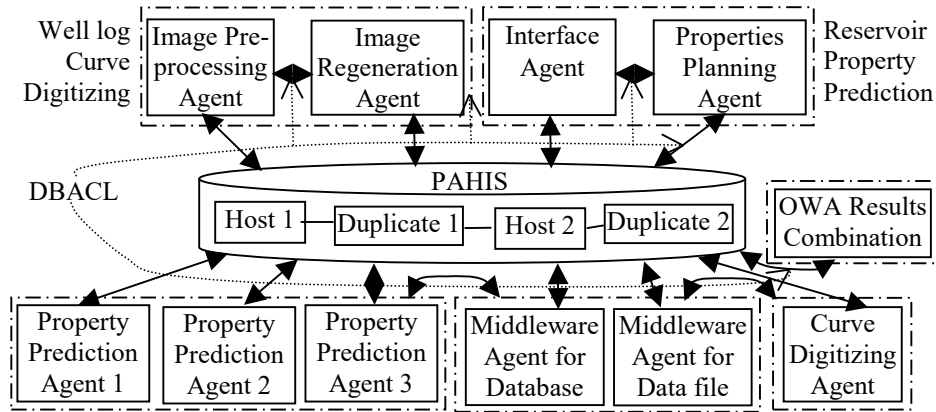 Well log
Curve
Digitizing
Image Pre-
processing
Agent
Image
Regeneration
Agent
Interface
Agent
Properties
Planning
Agent
Reservoir
Property
Prediction
DBACL
PAHIS
Host 1
Duplicate 1
Host 2
Duplicate 2
OWA Results
Combination
Property
Prediction
Agent 1
Property
Prediction
Agent 2
Property
Prediction
Agent 3
Middleware
Agent for
Database
Middleware
Agent for
Data file
Curve
Digitizing
Agent